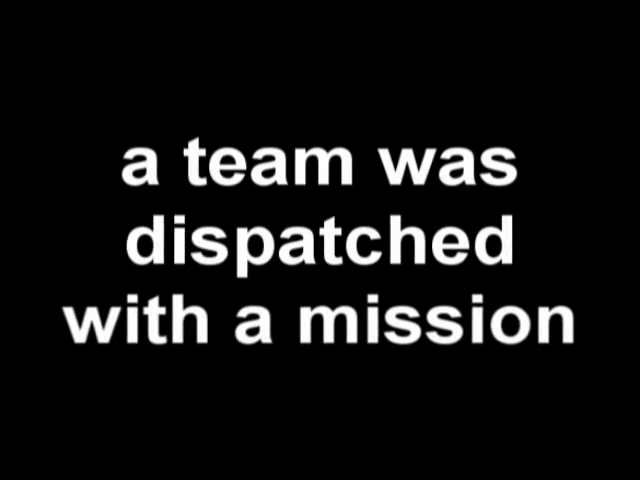 a team was
dispatched
with a mission